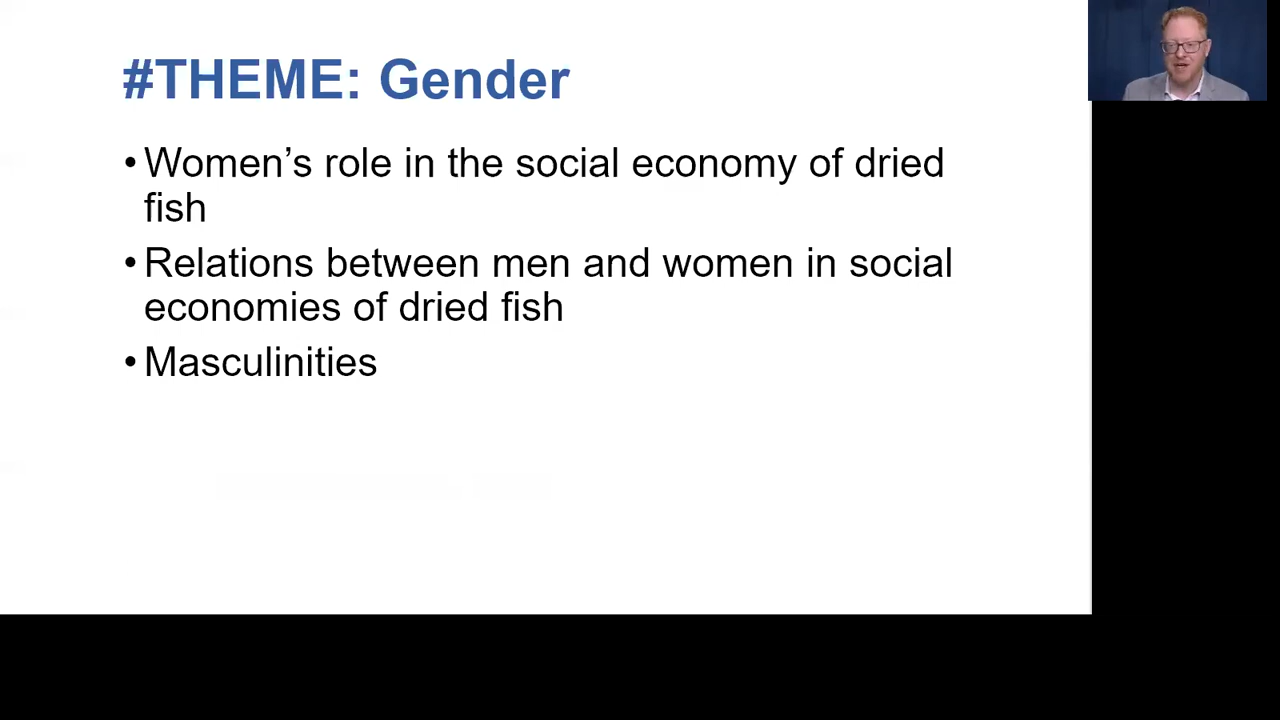 #THEME: Gender
•Women’s role in the social economy of dried
fish
•Relations between men and women in social
economies of dried fish
•Masculinities